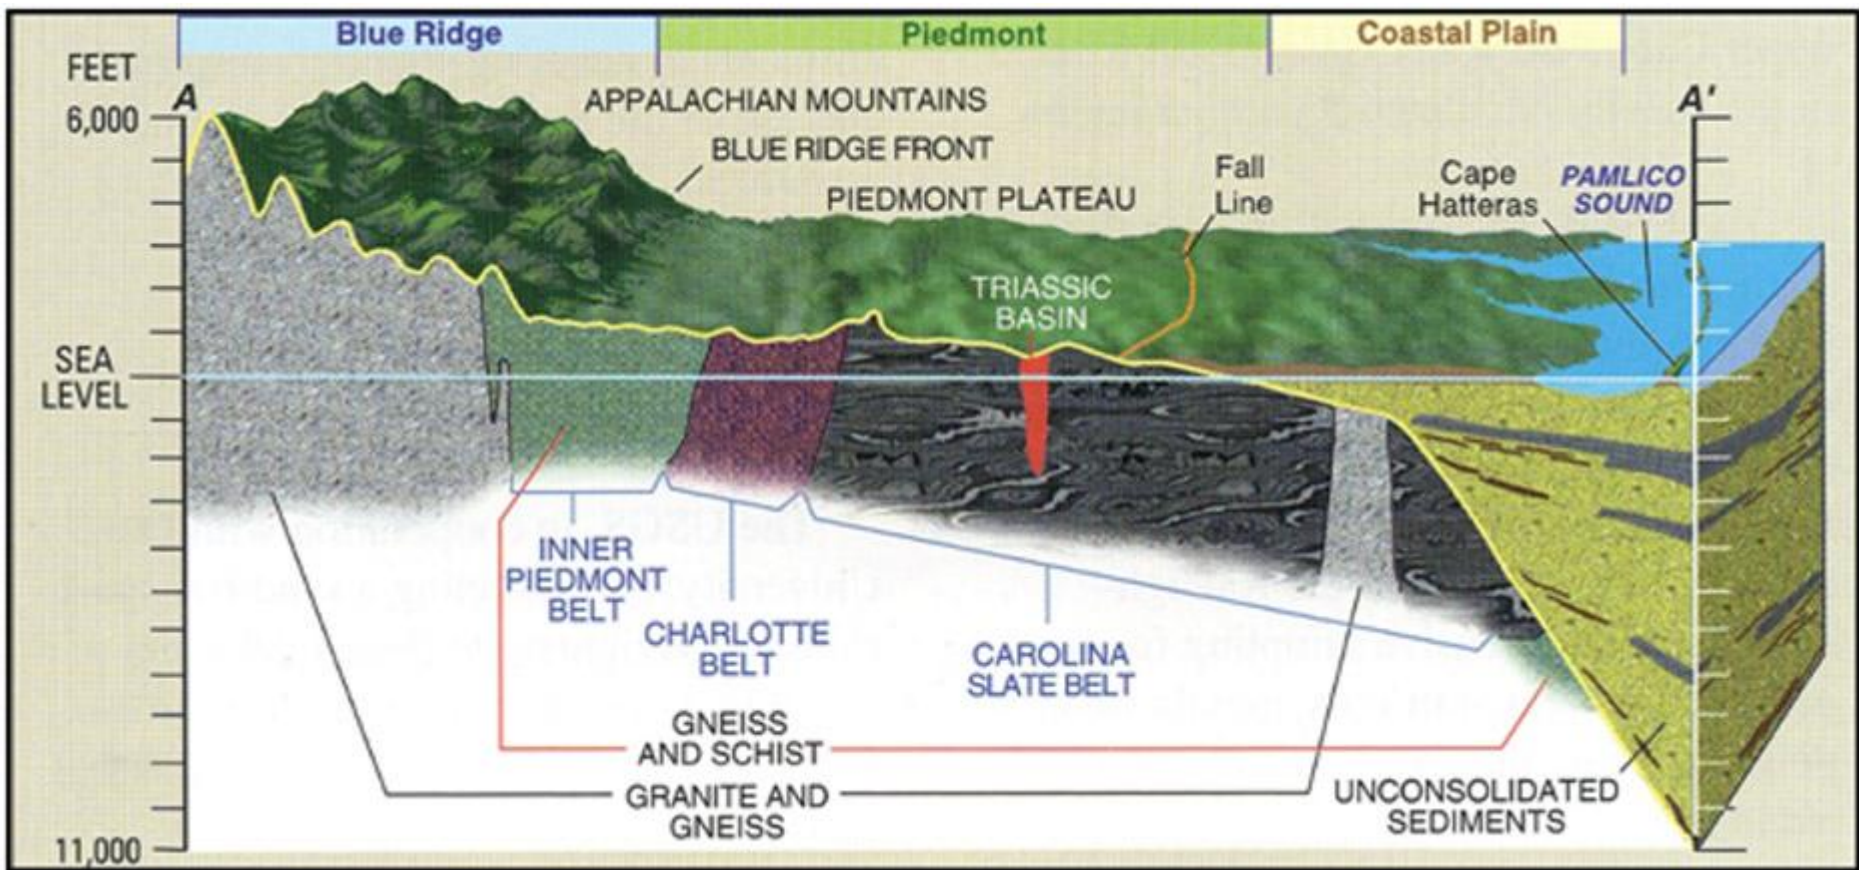 Blue Ridge
Piedmont
Coastal Plain
FEET
A
6,000
APPALACHIAN MOUNTAINS
BLUE RIDGE FRONT
PIEDMONT PLATEAU
Fall
Line
Cape
Hatteras
PAMLICO
SOUND
A'
TRIASSIC
BASIN
SEA
LEVEL
INNER
PIEDMONT
BELT
CHARLOTTE
BELT
CAROLINA
SLATE BELT
GNEISS
AND SCHIST
GRANITE AND
GNEISS
UNCONSOLIDATED
SEDIMENTS
11,000